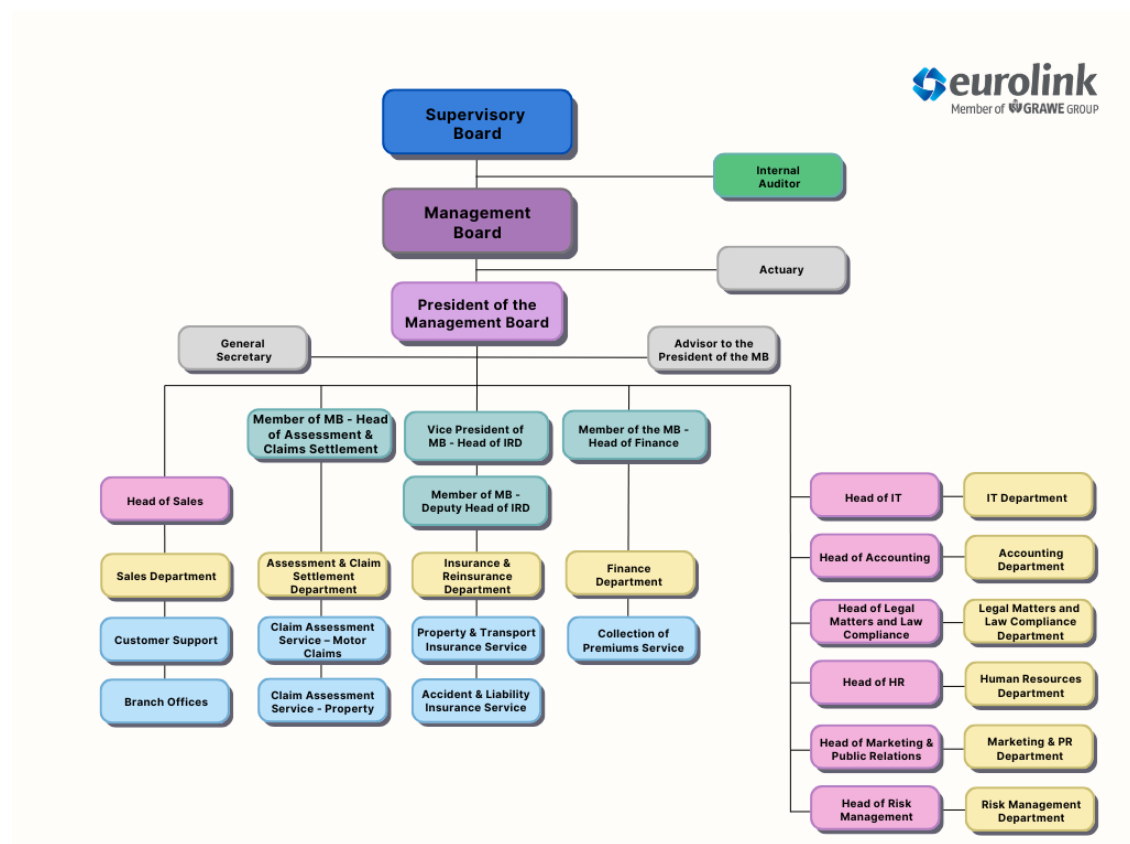 eurolink
Member of GRAWE GROUP
Supervisory
Board
Internal
Auditor
Management
Board
Actuary
President of the
Management Board
General
Secretary
Advisor to the
President of the MB
Member of MB - Head
of Assessment &
Claims Settlement
Vice President of
MB - Head of IRD
Member of the MB -
Head of Finance
Head of Sales
Member of MB -
Deputy Head of IRD
Head of IT
IT Department
Sales Department
Assessment & Claim
Settlement
Department
Insurance &
Reinsurance
Department
Finance
Department
Head of Accounting
Accounting
Department
Customer Support
Claim Assessment
Service – Motor
Claims
Property & Transport
Insurance Service
Collection of
Premiums Service
Head of Legal
Matters and Law
Compliance
Legal Matters and
Law Compliance
Department
Branch Offices
Claim Assessment
Service - Property
Accident & Liability
Insurance Service
Head of HR
Human Resources
Department
Head of Marketing &
Public Relations
Marketing & PR
Department
Head of Risk
Management
Risk Management
Department